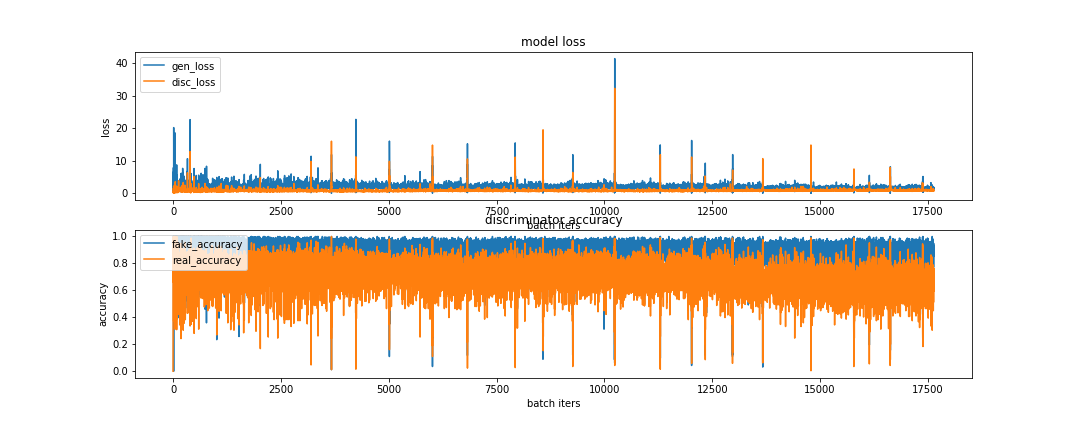 model loss
gen_loss
disc_loss
loss
40
30
20
10
0
0 2500 5000 7500 10000 12500 15000 17500
batch iters
discriminator accuracy
fake_accuracy
real_accuracy
accuracy
1.0
0.8
0.6
0.4
0.2
0.0
0 2500 5000 7500 10000 12500 15000 17500
batch iters